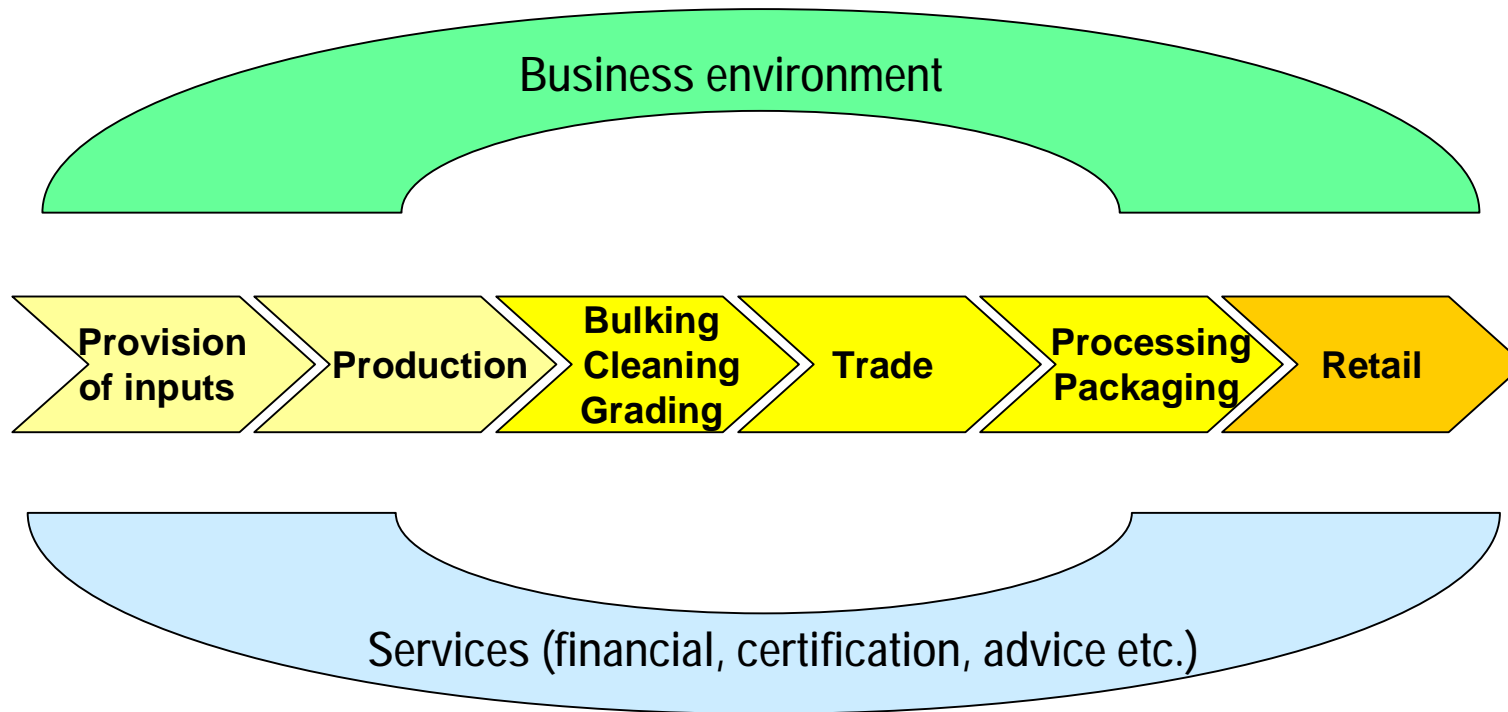 Business environment
Provision
of inputs
Production
Bulking
Cleaning
Grading
Trade
Processing
Packaging
Retail
Services (financial, certification, advice etc.)